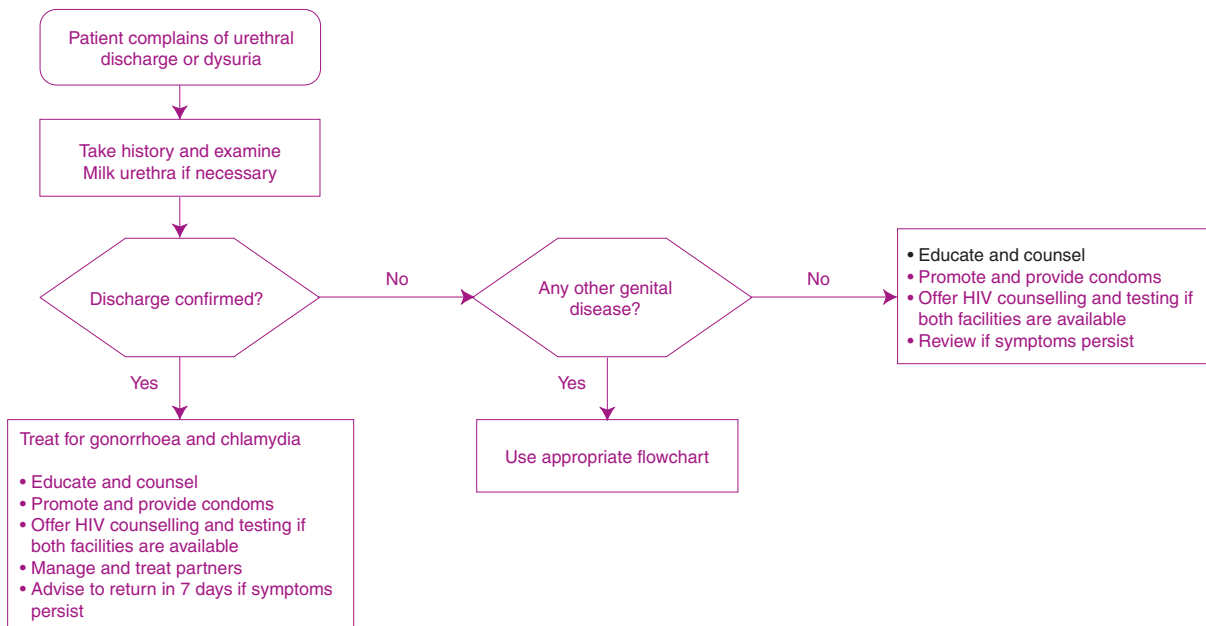 Patient complains of urethral
discharge or dysuria
Take history and examine
Milk urethra if necessary
Discharge confirmed?
No
Any other genital
disease?
No
• Educate and counsel
• Promote and provide condoms
• Offer HIV counselling and testing if
both facilities are available
• Review if symptoms persist
Yes
Yes
Treat for gonorrhoea and chlamydia
• Educate and counsel
• Promote and provide condoms
• Offer HIV counselling and testing if
both facilities are available
• Manage and treat partners
• Advise to return in 7 days if symptoms
persist
Use appropriate flowchart